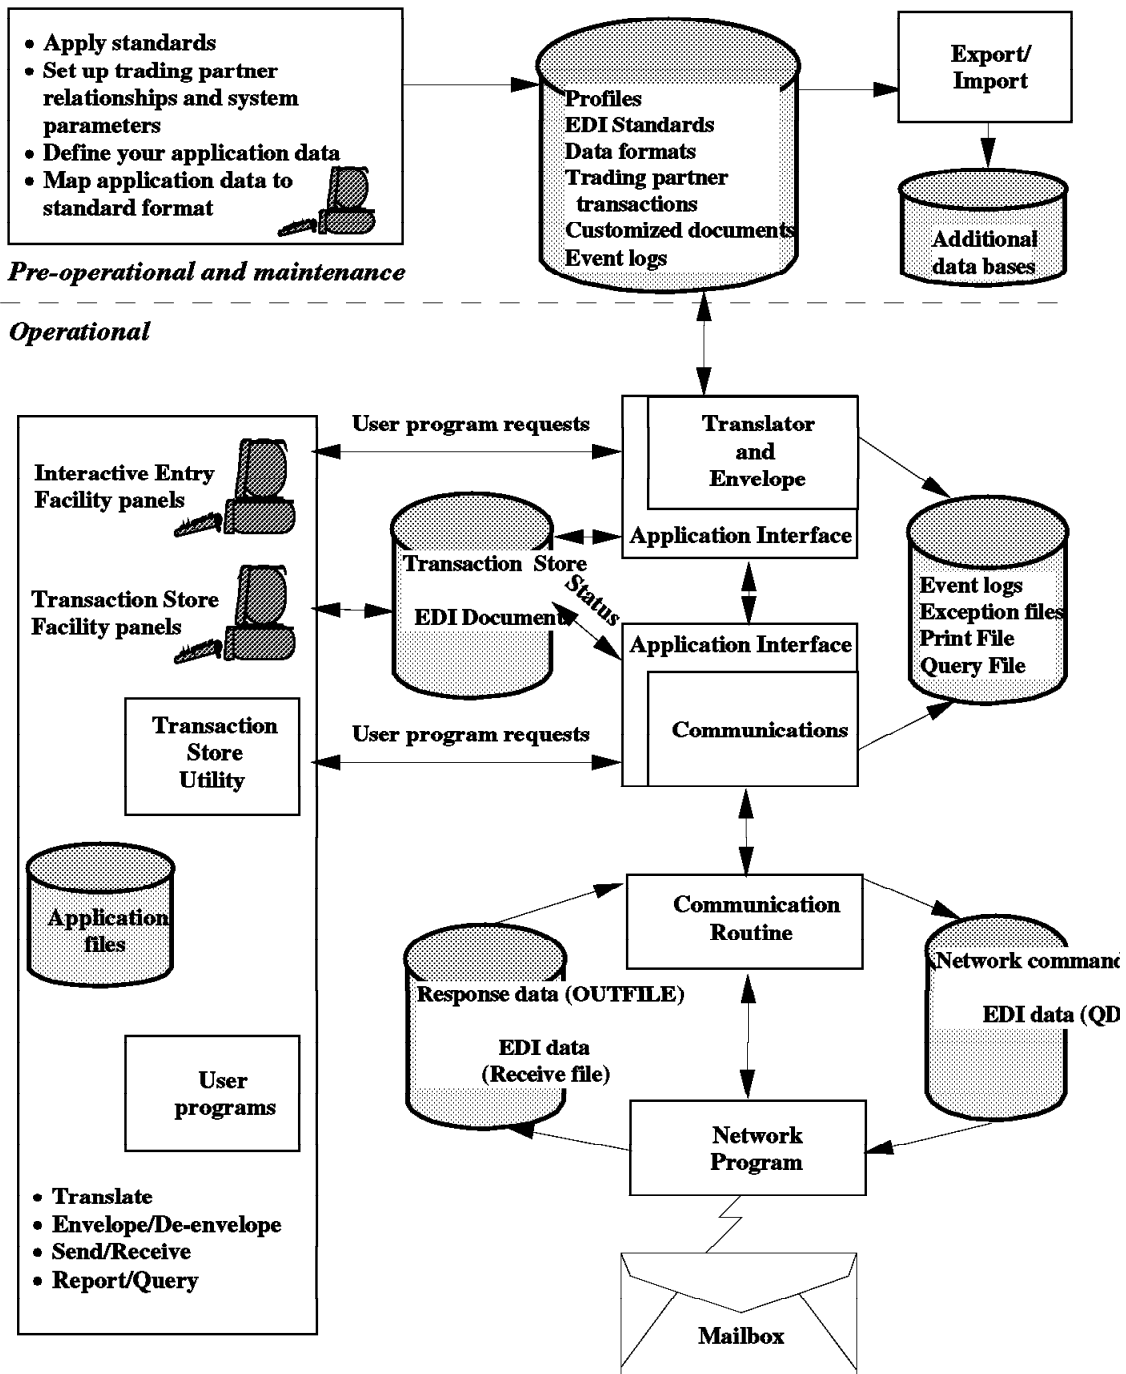 • Apply standards
• Set up trading partner
relationships and system
parameters
• Define your application data
• Map application data to
standard format
Pre-operational and maintenance
Profiles
EDI Standards
Data formats
Trading partner
transactions
Customized documents
Event logs
Export/
Import
Additional
data bases
Operational
Interactive Entry
Facility panels
Transaction Store
Facility panels
Transaction
Store
Utility
Application
files
User
programs
• Translate
• Envelope/De-envelope
• Send/Receive
• Report/Query
User program requests
Translator
and
Envelope
Application Interface
Transaction Store
EDI Document
Status
Application Interface
Communications
User program requests
Event logs
Exception files
Print File
Query File
Communication
Routine
Response data (OUTFILE)
EDI data
(Receive file)
Network command
EDI data (QD
Network
Program
Mailbox